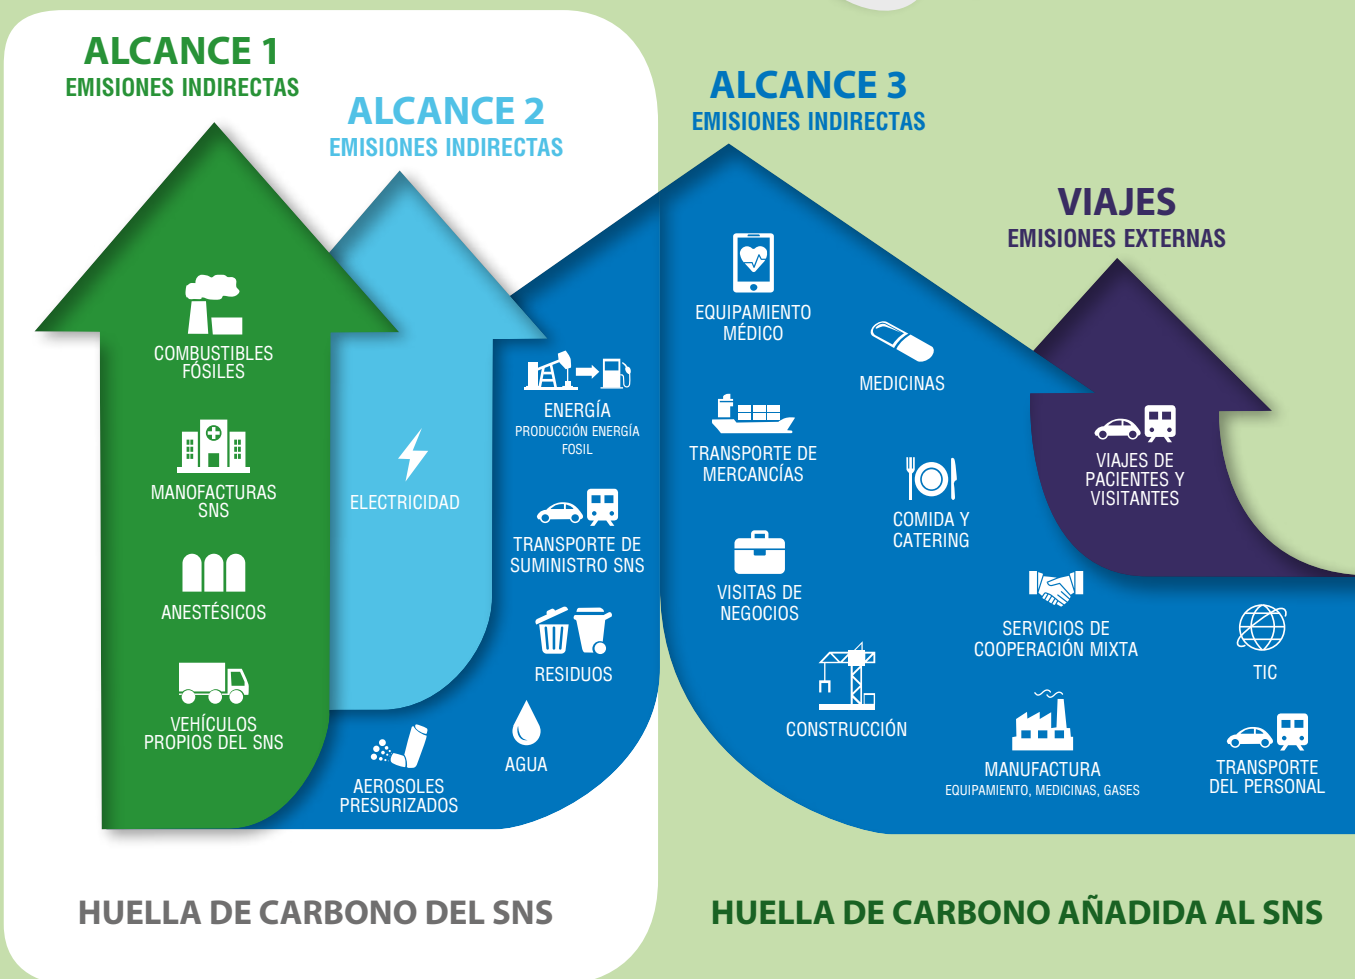 ALCANCE 1
EMISIONES INDIRECTAS
COMBUSTIBLES
FÓSILES
MANOFACTURAS
SNS
ANESTÉSICOS
VEHÍCULOS
PROPIOS DEL SNS
ALCANCE 2
EMISIONES INDIRECTAS
ELECTRICIDAD
ALCANCE 3
EMISIONES INDIRECTAS
ENERGÍA
PRODUCCIÓN ENERGÍA
FOSIL
TRANSPORTE DE
SUMINISTRO SNS
RESIDUOS
AGUA
AEROSOLES
PRESURIZADOS
EQUIPAMIENTO
MÉDICO
MEDICINAS
TRANSPORTE DE
MERCANCÍAS
COMIDA Y
CATERING
VISITAS DE
NEGOCIOS
SERVICIOS DE
COOPERACIÓN MIXTA
TIC
CONSTRUCCIÓN
MANUFACTURA
EQUIPAMIENTO, MEDICINAS, GASES
TRANSPORTE
DEL PERSONAL
VIAJES
EMISIONES EXTERNAS
VIAJES DE
PACIENTES Y
VISITANTES
HUELLA DE CARBONO DEL SNS
HUELLA DE CARBONO AÑADIDA AL SNS